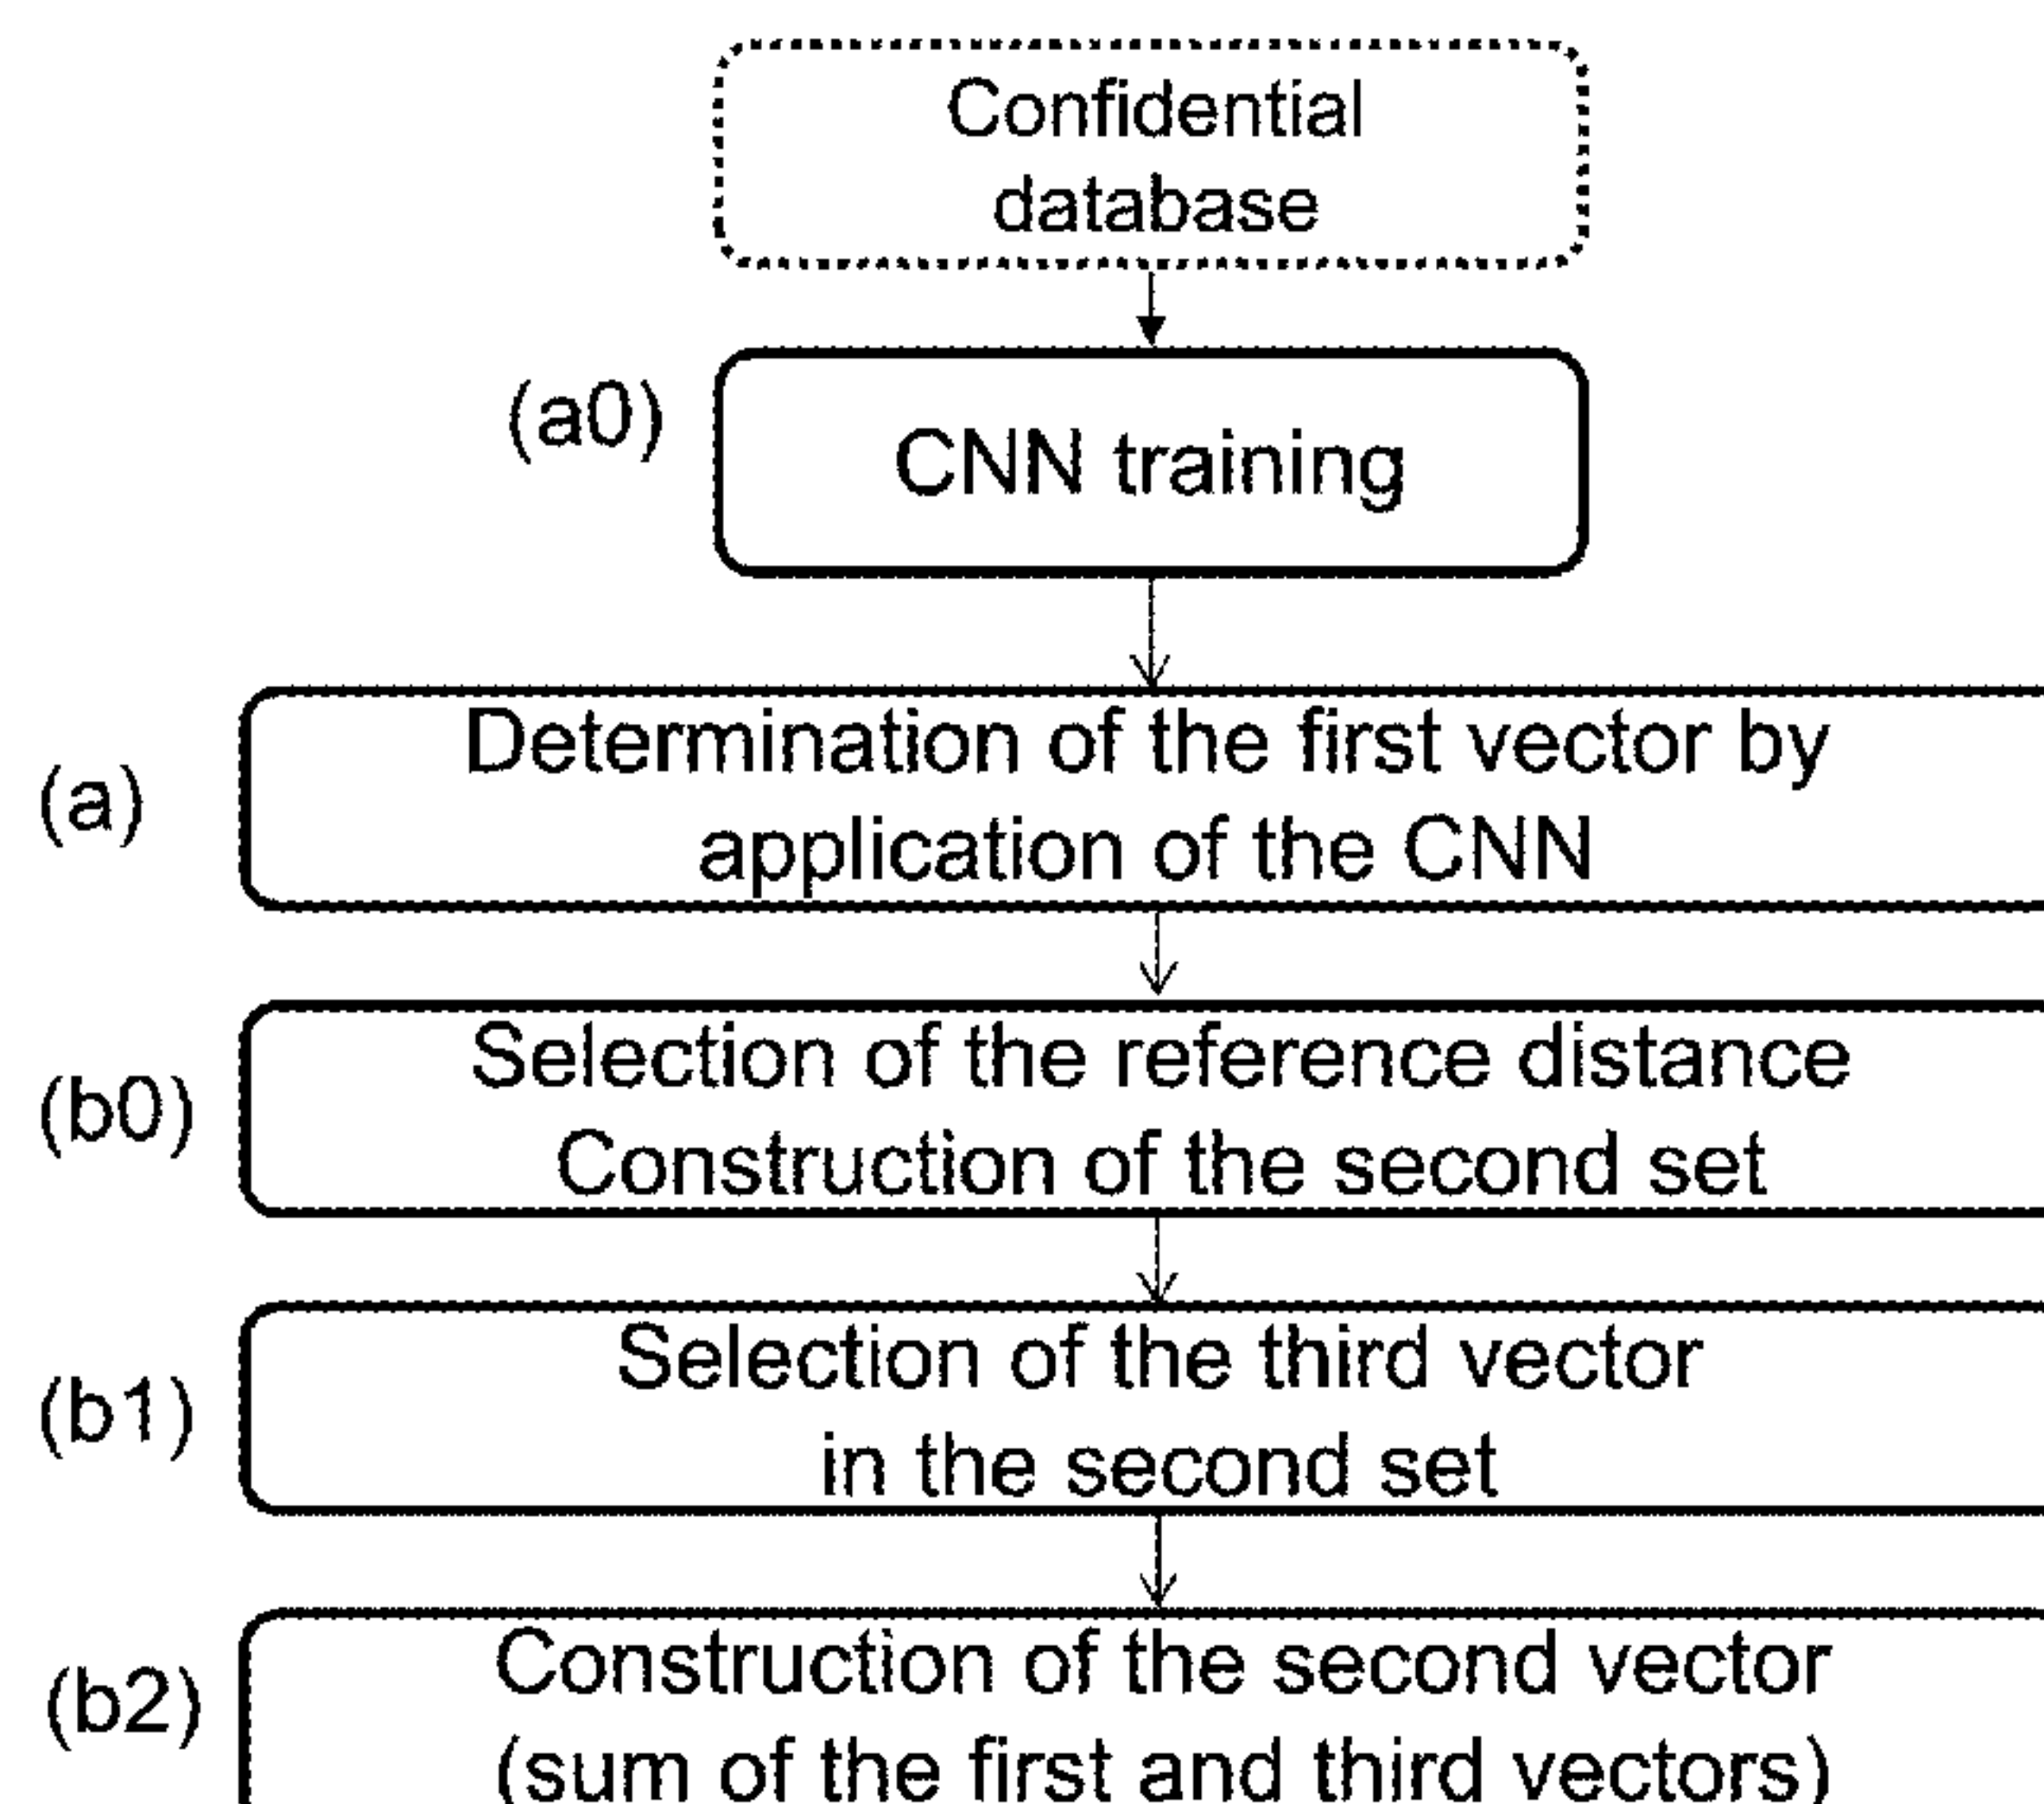 Confidential
database
(a0)
CNN training
(a)
Determination of the first vector by
application of the CNN
(b0)
Selection of the reference distance
Construction of the second set
(b1)
Selection of the third vector
in the second set
(b2)
Construction of the second vector
(sum of the first and third vectors)